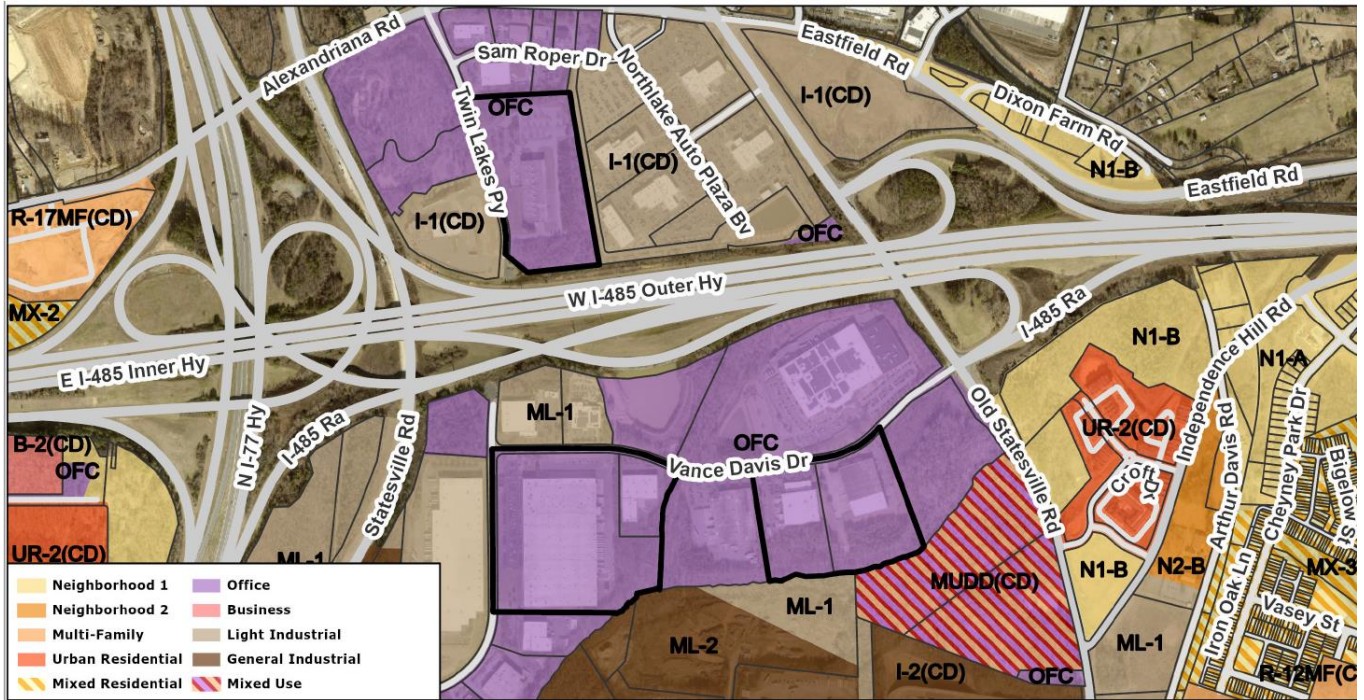 Alexandriana Rd
Sam Roper Dr
Northlake Auto Plaza Bv
Eastfield Rd
Dixon Farm Rd
OFC
Twin Lakes Py
I-1(CD)
I-1(CD)
N1-B
Eastfield Rd
R-17MF(CD)
I-1(CD)
OFC
MX-2
W I-485 Outer Hy
I-485 Ra
E I-485 Inner Hy
N1-B
Independence Hill Rd
N1-A
N I-77 Hy
I-485 Ra
Statesville Rd
ML-1
OFC
Vance Davis Dr
Old Statesville Rd
UR-2(CD)
Croft
Arthur Davis Rd
Cheyney Park Dr
Bigelow St
B-2(CD)
OFC
UR-2(CD)
ML-1
MUDD(CD)
N1-B
N2-B
MX-3
Iron Oak Ln
Vasey St
ML-1
ML-2
I-2(CD)
OFC
ML-1
R-12MF(C
Neighborhood 1
Neighborhood 2
Multi-Family
Urban Residential
Mixed Residential
Office
Business
Light Industrial
General Industrial
Mixed Use